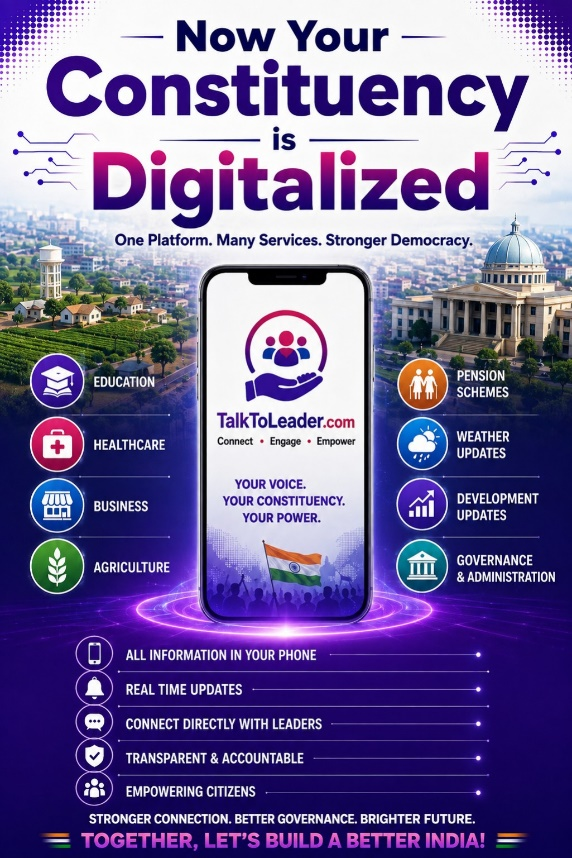 Now Your
Constituency
is
Digitalized
One Platform. Many Services. Stronger Democracy.
TalkToLeader.com
Connect • Engage • Empower
YOUR VOICE.
YOUR CONSTITUENCY.
YOUR POWER.
EDUCATION
HEALTHCARE
BUSINESS
AGRICULTURE
PENSION
SCHEMES
WEATHER
UPDATES
DEVELOPMENT
UPDATES
GOVERNANCE
& ADMINISTRATION
ALL INFORMATION IN YOUR PHONE
REAL TIME UPDATES
CONNECT DIRECTLY WITH LEADERS
TRANSPARENT & ACCOUNTABLE
EMPOWERING CITIZENS
STRONGER CONNECTION. BETTER GOVERNANCE. BRIGHTER FUTURE.
TOGETHER, LET'S BUILD A BETTER INDIA!